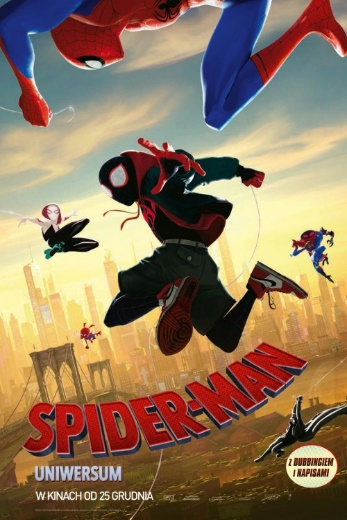 SPIDER-MAN
UNIWERSUM
W KINACH OD 25 GRUDNIA
Z DUBBINGIEM
I NAPISAMI